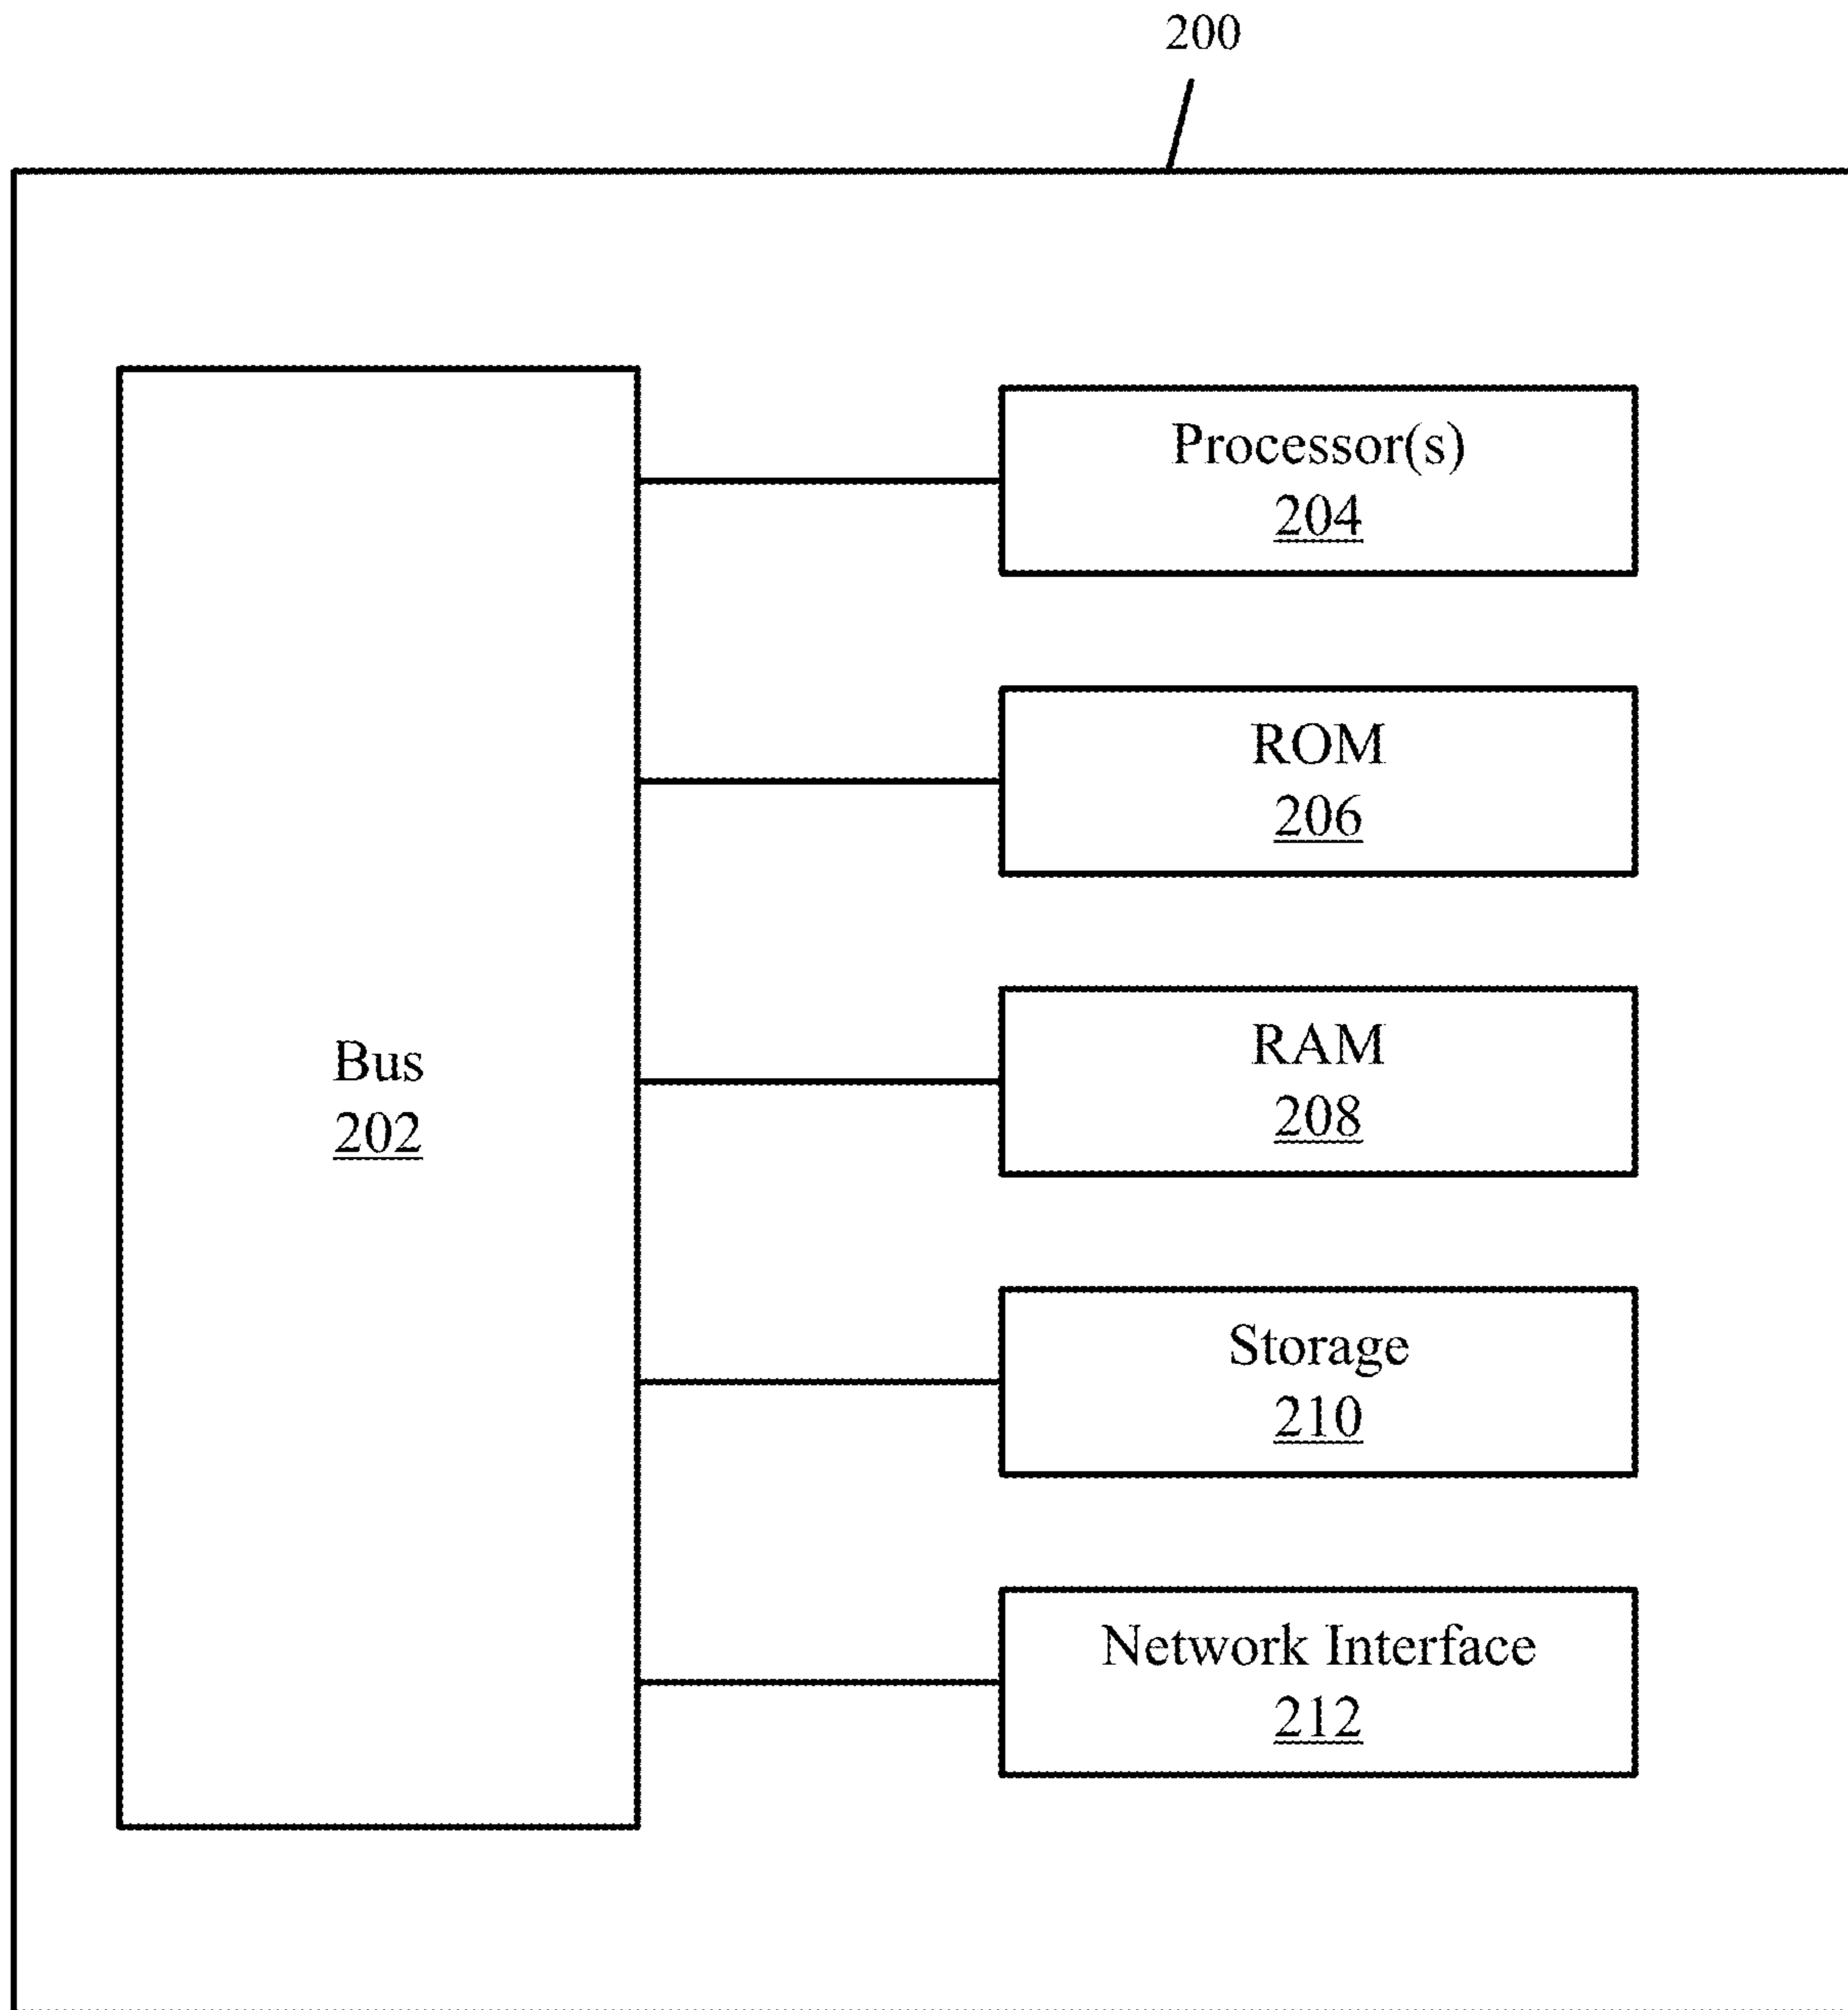 200
Processor(s)
204
ROM
206
RAM
208
Bus
202
Storage
210
Network Interface
212